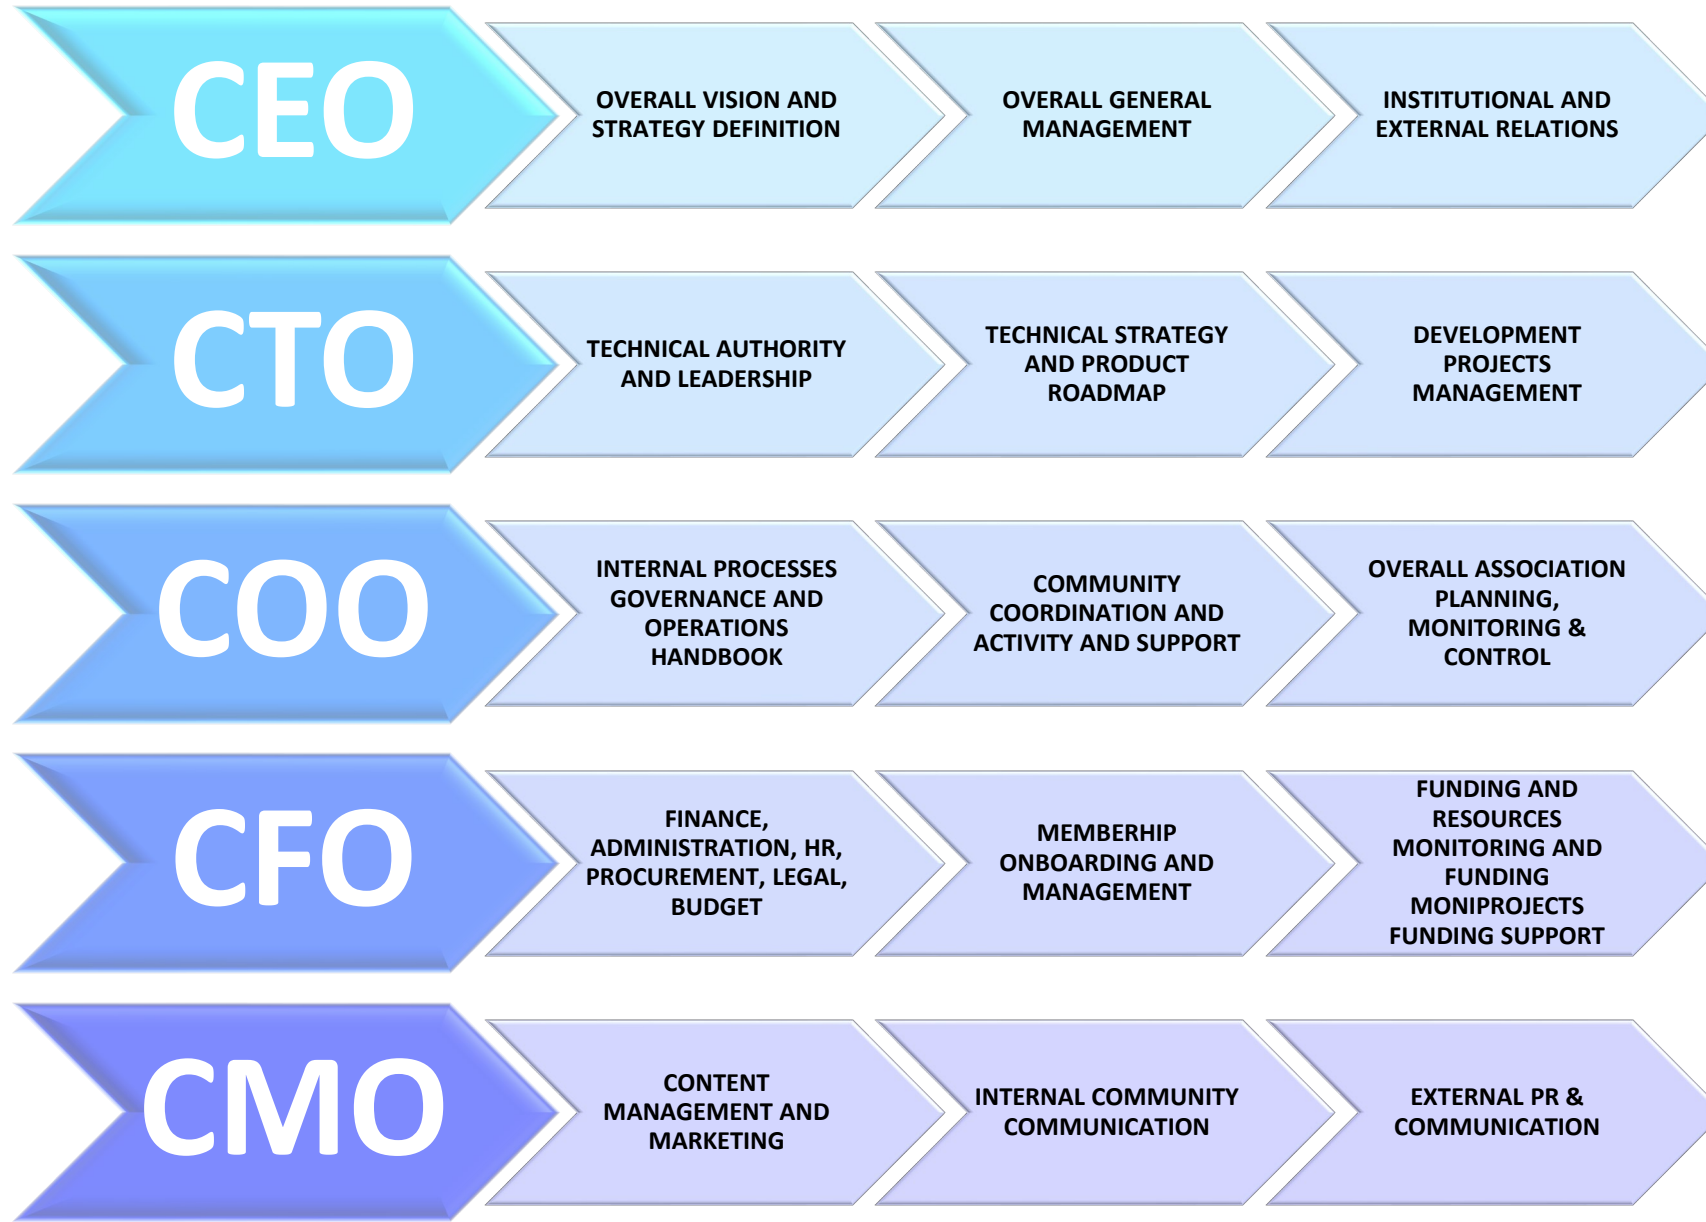 CEO
OVERALL VISION AND
STRATEGY DEFINITION
OVERALL GENERAL
MANAGEMENT
INSTITUTIONAL AND
EXTERNAL RELATIONS
CTO
TECHNICAL AUTHORITY
AND LEADERSHIP
TECHNICAL STRATEGY
AND PRODUCT
ROADMAP
DEVELOPMENT
PROJECTS
MANAGEMENT
COO
INTERNAL PROCESSES
GOVERNANCE AND
OPERATIONS
HANDBOOK
COMMUNITY
COORDINATION AND
ACTIVITY AND SUPPORT
OVERALL ASSOCIATION
PLANNING,
MONITORING &
CONTROL
CFO
FINANCE,
ADMINISTRATION, HR,
PROCUREMENT, LEGAL,
BUDGET
MEMBERHIP
ONBOARDING AND
MANAGEMENT
FUNDING AND
RESOURCES
MONITORING AND
FUNDING
MONIPROJECTS
FUNDING SUPPORT
CMO
CONTENT
MANAGEMENT AND
MARKETING
INTERNAL COMMUNITY
COMMUNICATION
EXTERNAL PR &
COMMUNICATION